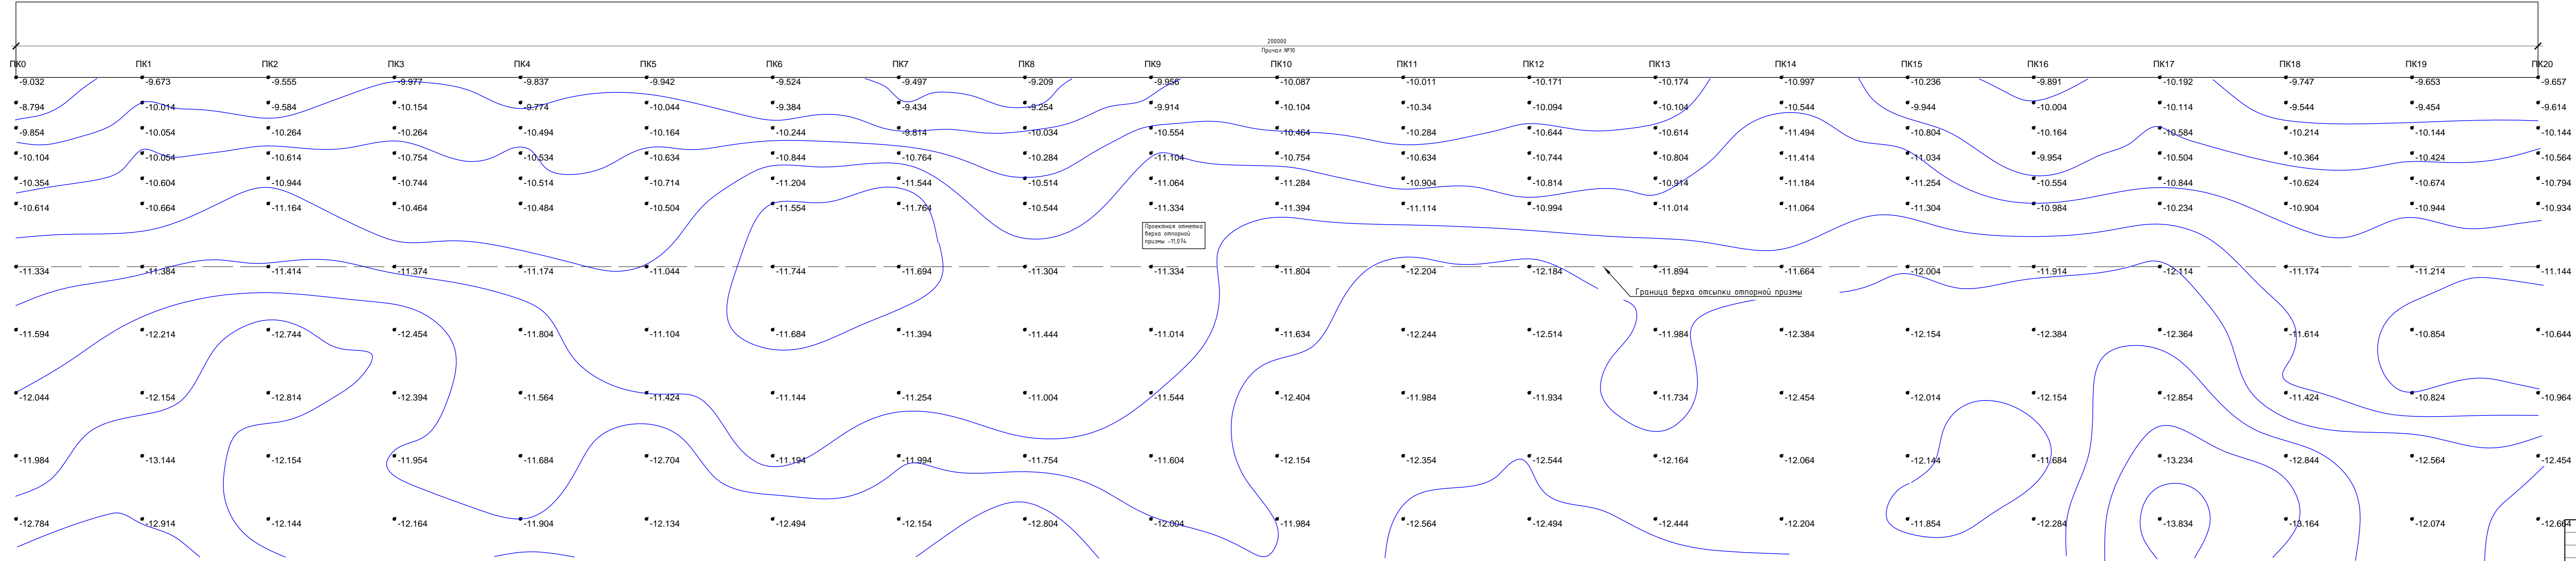 200000
Причал №10
ПК0 ПК1 ПК2 ПК3 ПК4 ПК5 ПК6 ПК7 ПК8 ПК9 ПК10 ПК11 ПК12 ПК13 ПК14 ПК15 ПК16 ПК17 ПК18 ПК19 ПК20
-9.032 -9.673 -9.555 -9.977 -9.837 -9.942 -9.524 -9.497 -9.209 -9.956 -10.087 -10.011 -10.171 -10.174 -10.997 -10.236 -9.891 -10.192 -9.747 -9.653 -9.657
-8.794 -10.014 -9.584 -10.154 -9.774 -10.044 -9.384 -9.434 -9.254 -9.914 -10.104 -10.34 -10.094 -10.104 -10.544 -9.944 -10.004 -10.114 -9.544 -9.454 -9.614
-9.854 -10.054 -10.264 -10.264 -10.494 -10.164 -10.244 -9.814 -10.034 -10.554 -10.464 -10.284 -10.644 -10.614 -11.494 -10.804 -10.164 -10.584 -10.214 -10.144 -10.144
-10.104 -10.054 -10.614 -10.754 -10.534 -10.634 -10.844 -10.764 -10.284 -11.104 -10.754 -10.634 -10.744 -10.804 -11.414 -11.034 -9.954 -10.504 -10.364 -10.424 -10.564
-10.354 -10.604 -10.944 -10.744 -10.514 -10.714 -11.204 -11.544 -10.514 -11.064 -11.284 -10.904 -10.814 -10.914 -11.184 -11.254 -10.554 -10.844 -10.624 -10.674 -10.794
-10.614 -10.664 -11.164 -10.464 -10.484 -10.504 -11.554 -11.764 -10.544 -11.334 -11.394 -11.114 -10.994 -11.014 -11.064 -11.304 -10.984 -10.234 -10.904 -10.944 -10.934
Проектная отметка
верха отпорной
призмы -11,074
-11.334 -11.384 -11.414 -11.374 -11.174 -11.044 -11.744 -11.694 -11.304 -11.334 -11.804 -12.204 -12.184 -11.894 -11.664 -12.004 -11.914 -12.114 -11.174 -11.214 -11.144
Граница верха отсыпки отпорной призмы
-11.594 -12.214 -12.744 -12.454 -11.804 -11.104 -11.684 -11.394 -11.444 -11.014 -11.634 -12.244 -12.514 -11.984 -12.384 -12.154 -12.384 -12.364 -11.614 -10.854 -10.644
-12.044 -12.154 -12.814 -12.394 -11.564 -11.424 -11.144 -11.254 -11.004 -11.544 -12.404 -11.984 -11.934 -11.734 -12.454 -12.014 -12.154 -12.854 -11.424 -10.824 -10.964
-11.984 -13.144 -12.154 -11.954 -11.684 -12.704 -11.194 -11.994 -11.754 -11.604 -12.154 -12.354 -12.544 -12.164 -12.064 -12.144 -11.684 -13.234 -12.844 -12.564 -12.454
-12.784 -12.914 -12.144 -12.164 -11.904 -12.134 -12.494 -12.154 -12.804 -12.004 -11.984 -12.564 -12.494 -12.444 -12.204 -11.854 -12.284 -13.834 -13.164 -12.074 -12.664